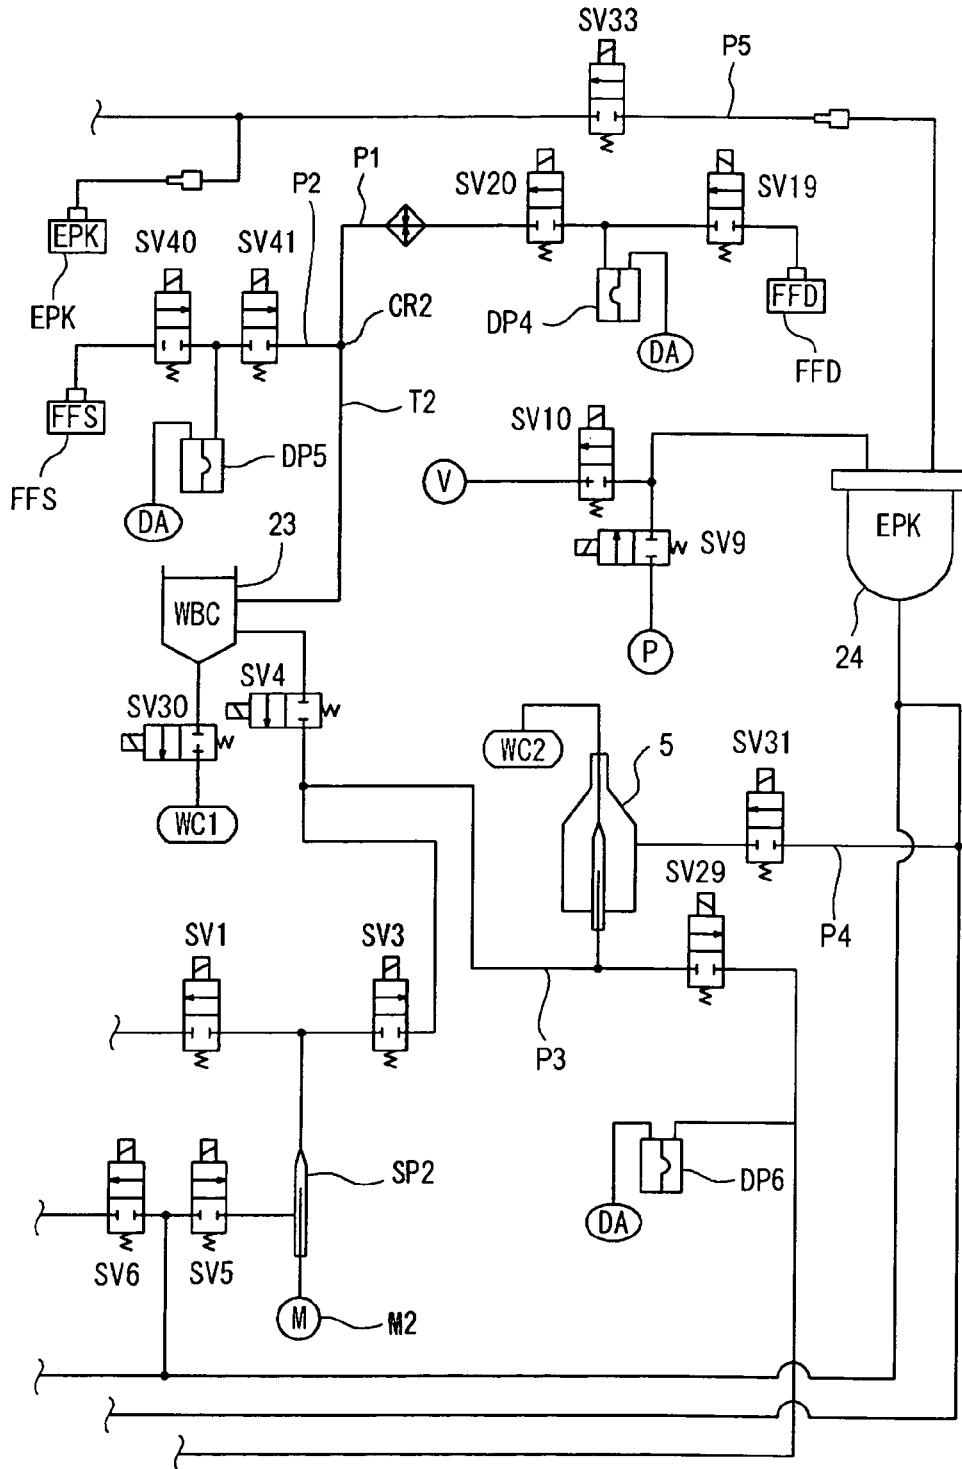 SV33
P5
P1
P2
SV20
SV19
EPK
SV40
SV41
EPK
CR2
DP4
DA
FFD
FFD
FFS
T2
SV10
DP5
FFS
DA
V
EPK
23
SV9
WBC
24
P
SV4
SV30
WC2
5
SV31
WC1
SV29
SV1
SV3
P4
P3
SP2
DP6
DA
SV6
SV5
M
M2